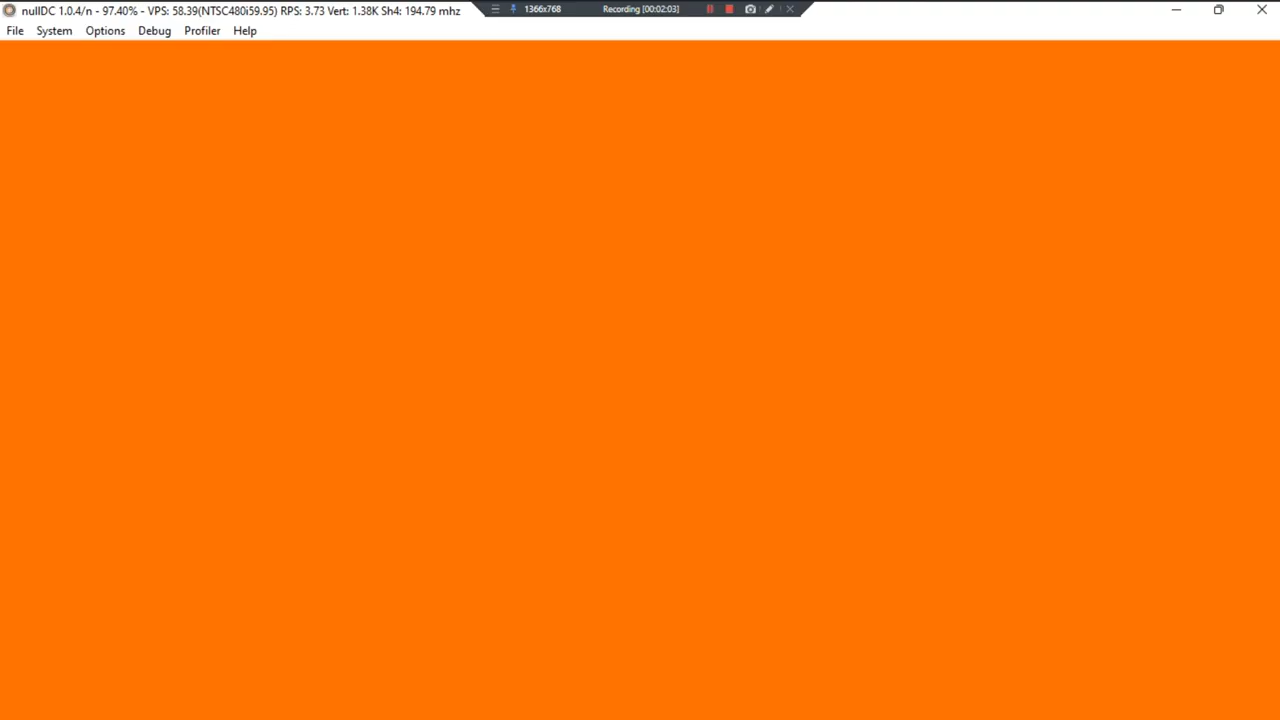 nullDC 1.0.4/n - 97.40% - VPS: 58.39(NTSC480i59.95) RPS: 3.73 Vert: 1.38K Sh4: 194.79 mhz
1366x768
Recording [00:02:03]
File System Options Debug Profiler Help